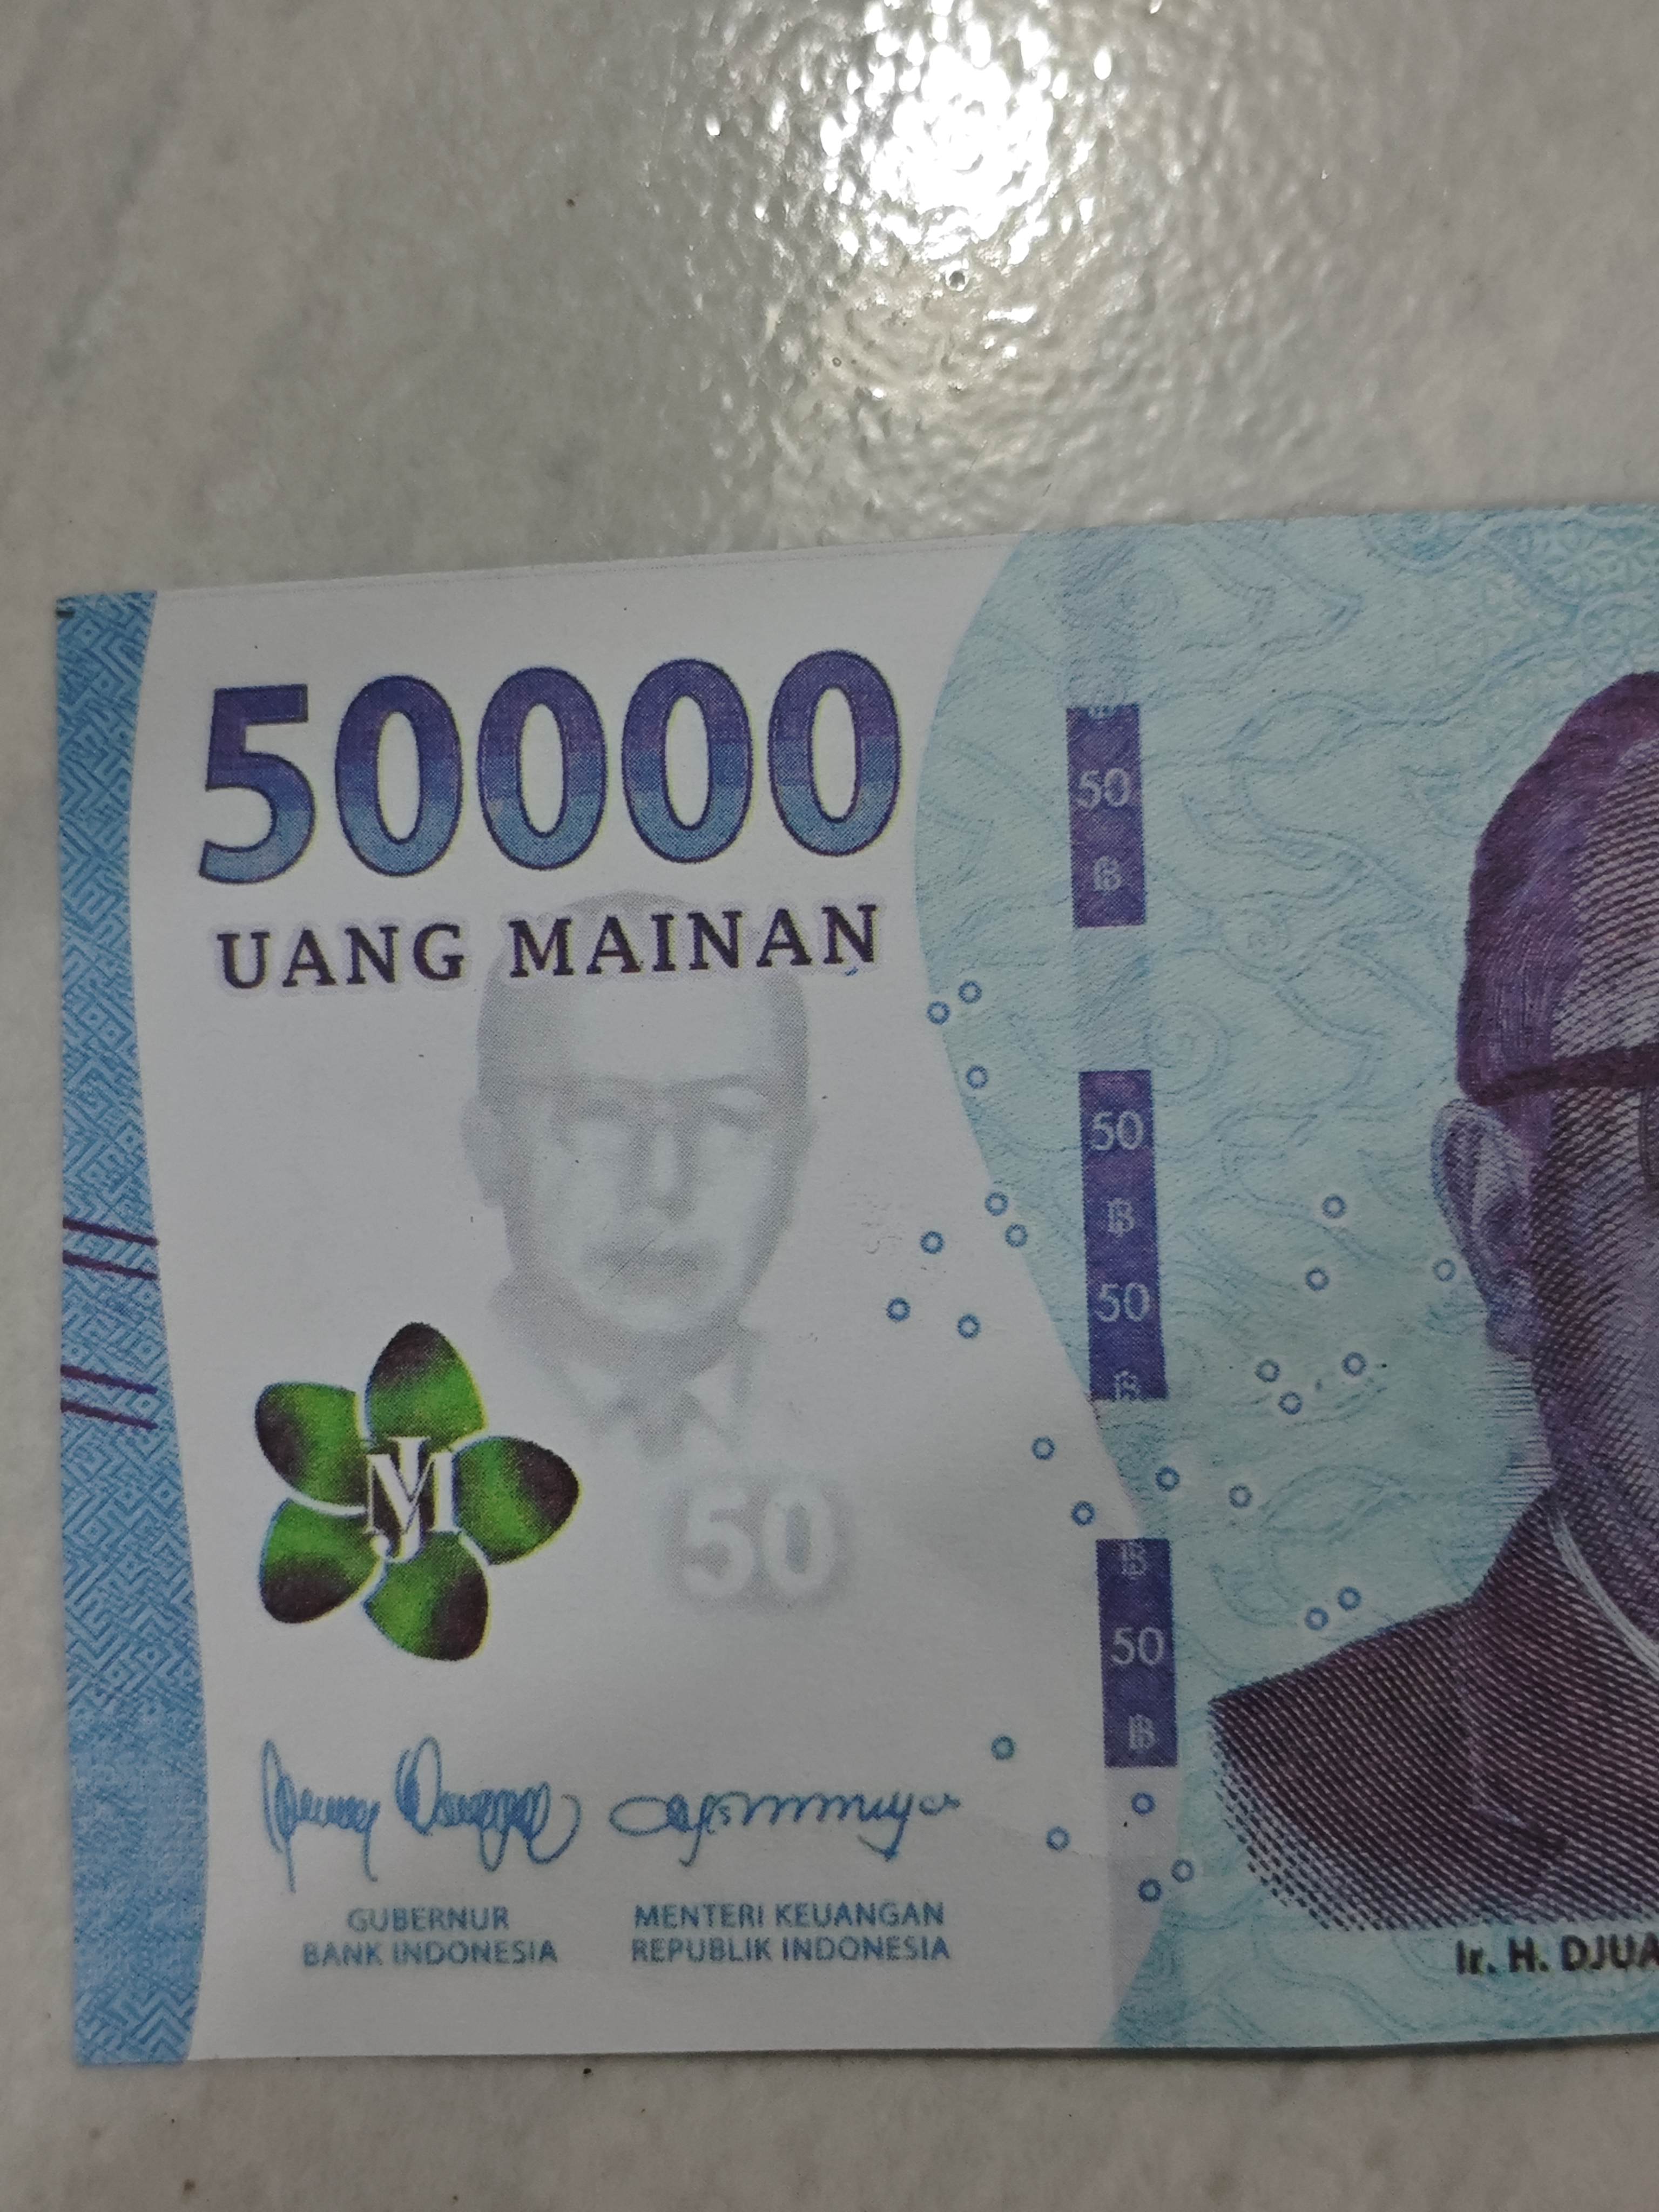 50000
UANG MAINAN
50
50
50
50
50
GUBERNUR
BANK INDONESIA
MENTERI KEUANGAN
REPUBLIK INDONESIA
Ir. H. DJUA